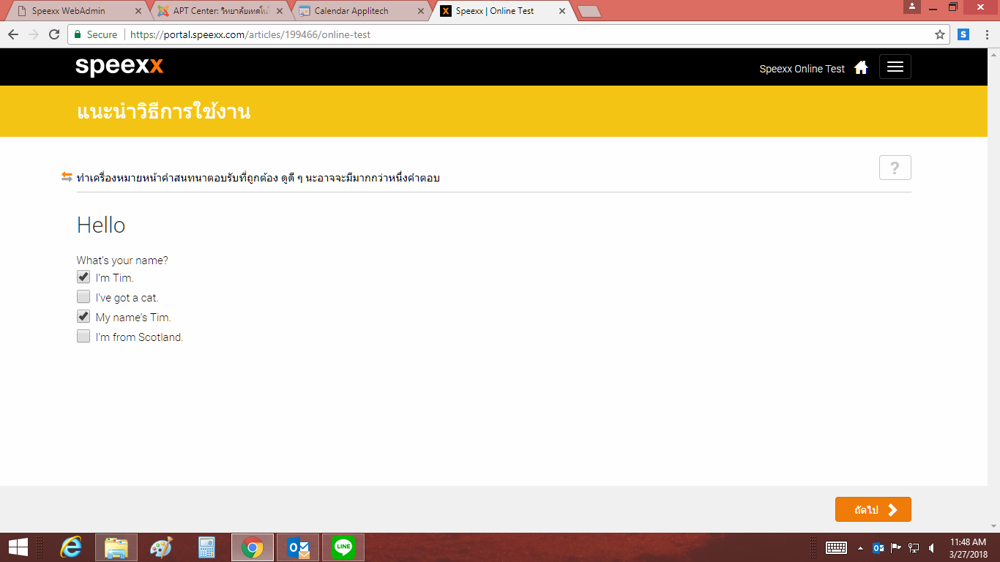 Speexx WebAdmin
APT Center: วิทยาลัยเทคโนโ
Calendar Applitech
Speexx | Online Test
Secure
https://portal.speexx.com/articles/199466/online-test
S
speexx
Speexx Online Test
แนะนำวิธีการใช้งาน
?
ทำเครื่องหมายหน้าคำสนทนาตอบรับที่ถูกต้อง ดูดี ๆ นะอาจจะมีมากกว่าหนึ่งคำตอบ
Hello
What's your name?
I'm Tim.
I've got a cat.
My name's Tim.
I'm from Scotland.
ถัดไป
LINE
11:48 AM
3/27/2018